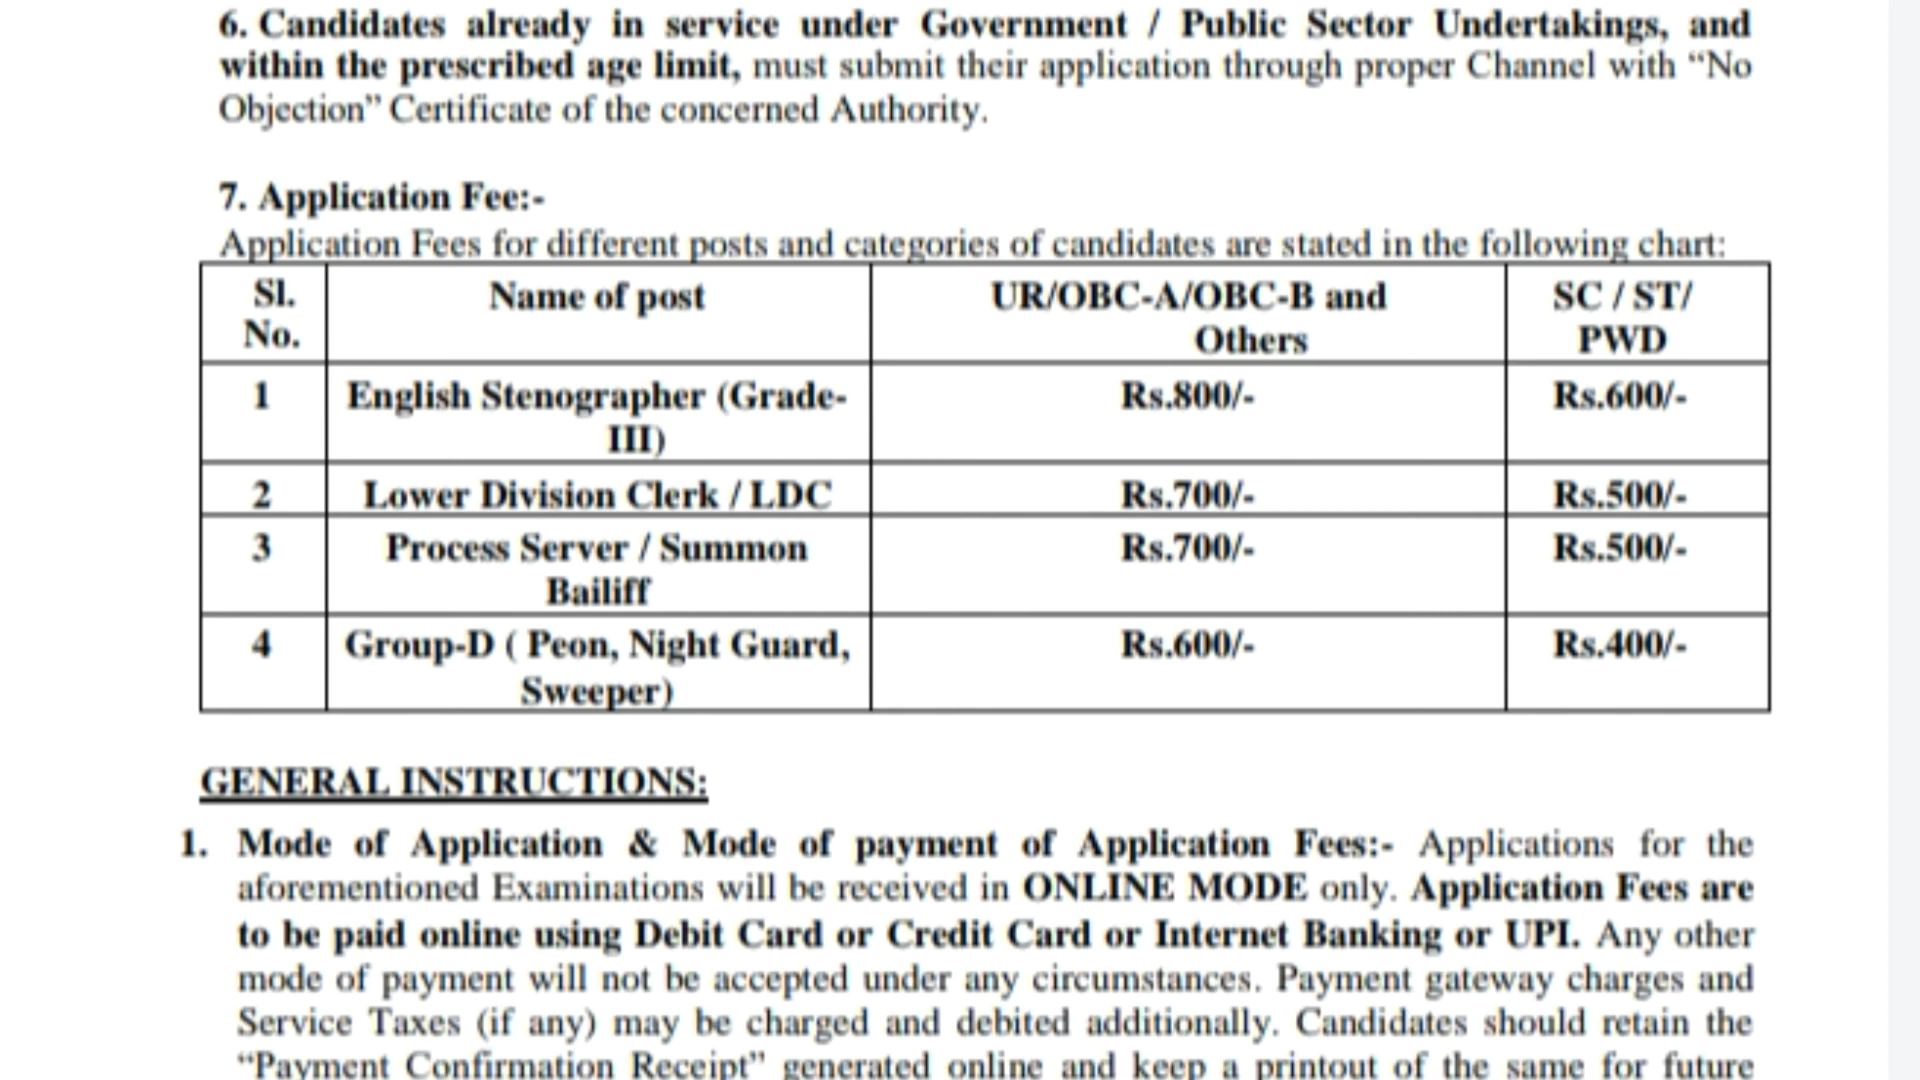 6. Candidates already in service under Government / Public Sector Undertakings, and
within the prescribed age limit, must submit their application through proper Channel with “No
Objection” Certificate of the concerned Authority.
7. Application Fee:-
Application Fees for different posts and categories of candidates are stated in the following chart:
Sl. No. Name of post UR/OBC-A/OBC-B and Others SC / ST/ PWD
1 English Stenographer (Grade-III) Rs.800/- Rs.600/-
2 Lower Division Clerk / LDC Rs.700/- Rs.500/-
3 Process Server / Summon Bailiff Rs.700/- Rs.500/-
4 Group-D ( Peon, Night Guard, Sweeper) Rs.600/- Rs.400/-
GENERAL INSTRUCTIONS:
1. Mode of Application & Mode of payment of Application Fees:- Applications for the
aforementioned Examinations will be received in ONLINE MODE only. Application Fees are
to be paid online using Debit Card or Credit Card or Internet Banking or UPI. Any other
mode of payment will not be accepted under any circumstances. Payment gateway charges and
Service Taxes (if any) may be charged and debited additionally. Candidates should retain the
“Payment Confirmation Receipt” generated online and keep a printout of the same for future